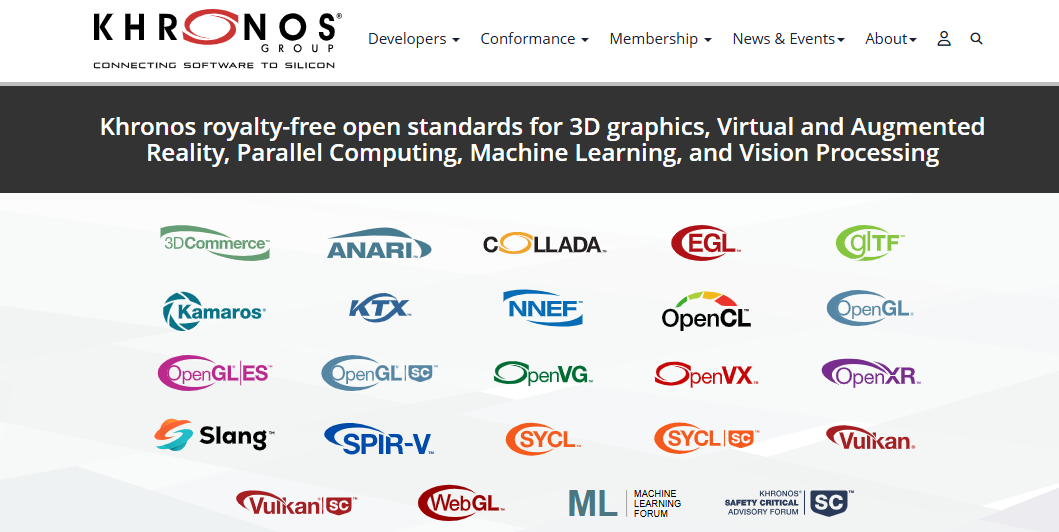 KHRONOS®
GROUP
CONNECTING SOFTWARE TO SILICON
Developers
Conformance
Membership
News & Events
About
Khronos royalty-free open standards for 3D graphics, Virtual and Augmented
Reality, Parallel Computing, Machine Learning, and Vision Processing
3DCommerce™
ANARI™
COLLADA™
EGL™
glTF™
Kamaros®
KTX™
NNEF™
OpenCL™
OpenGL®
OpenGL|ES™
OpenGL|SC™
OpenVG™
OpenVX™
OpenXR™
Slang™
SPIR-V™
SYCL™
SYCL|SC™
Vulkan®
Vulkan|SC™
WebGL™
ML
MACHINE
LEARNING
FORUM
KHRONOS®
SAFETY CRITICAL
ADVISORY FORUM
SC™